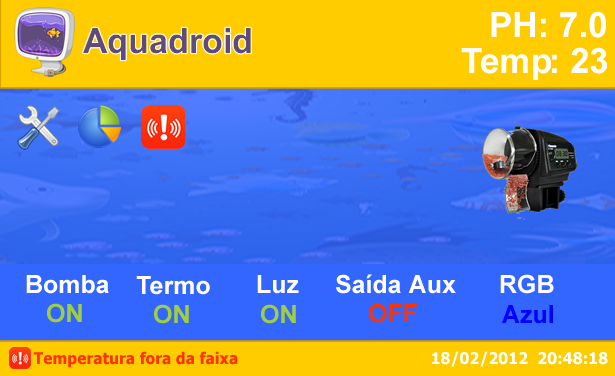 Aquadroid
PH: 7.0
Temp: 23
Bomba Termo Luz Saída Aux RGB
ON ON ON OFF Azul
Temperatura fora da faixa 18/02/2012 20:48:18